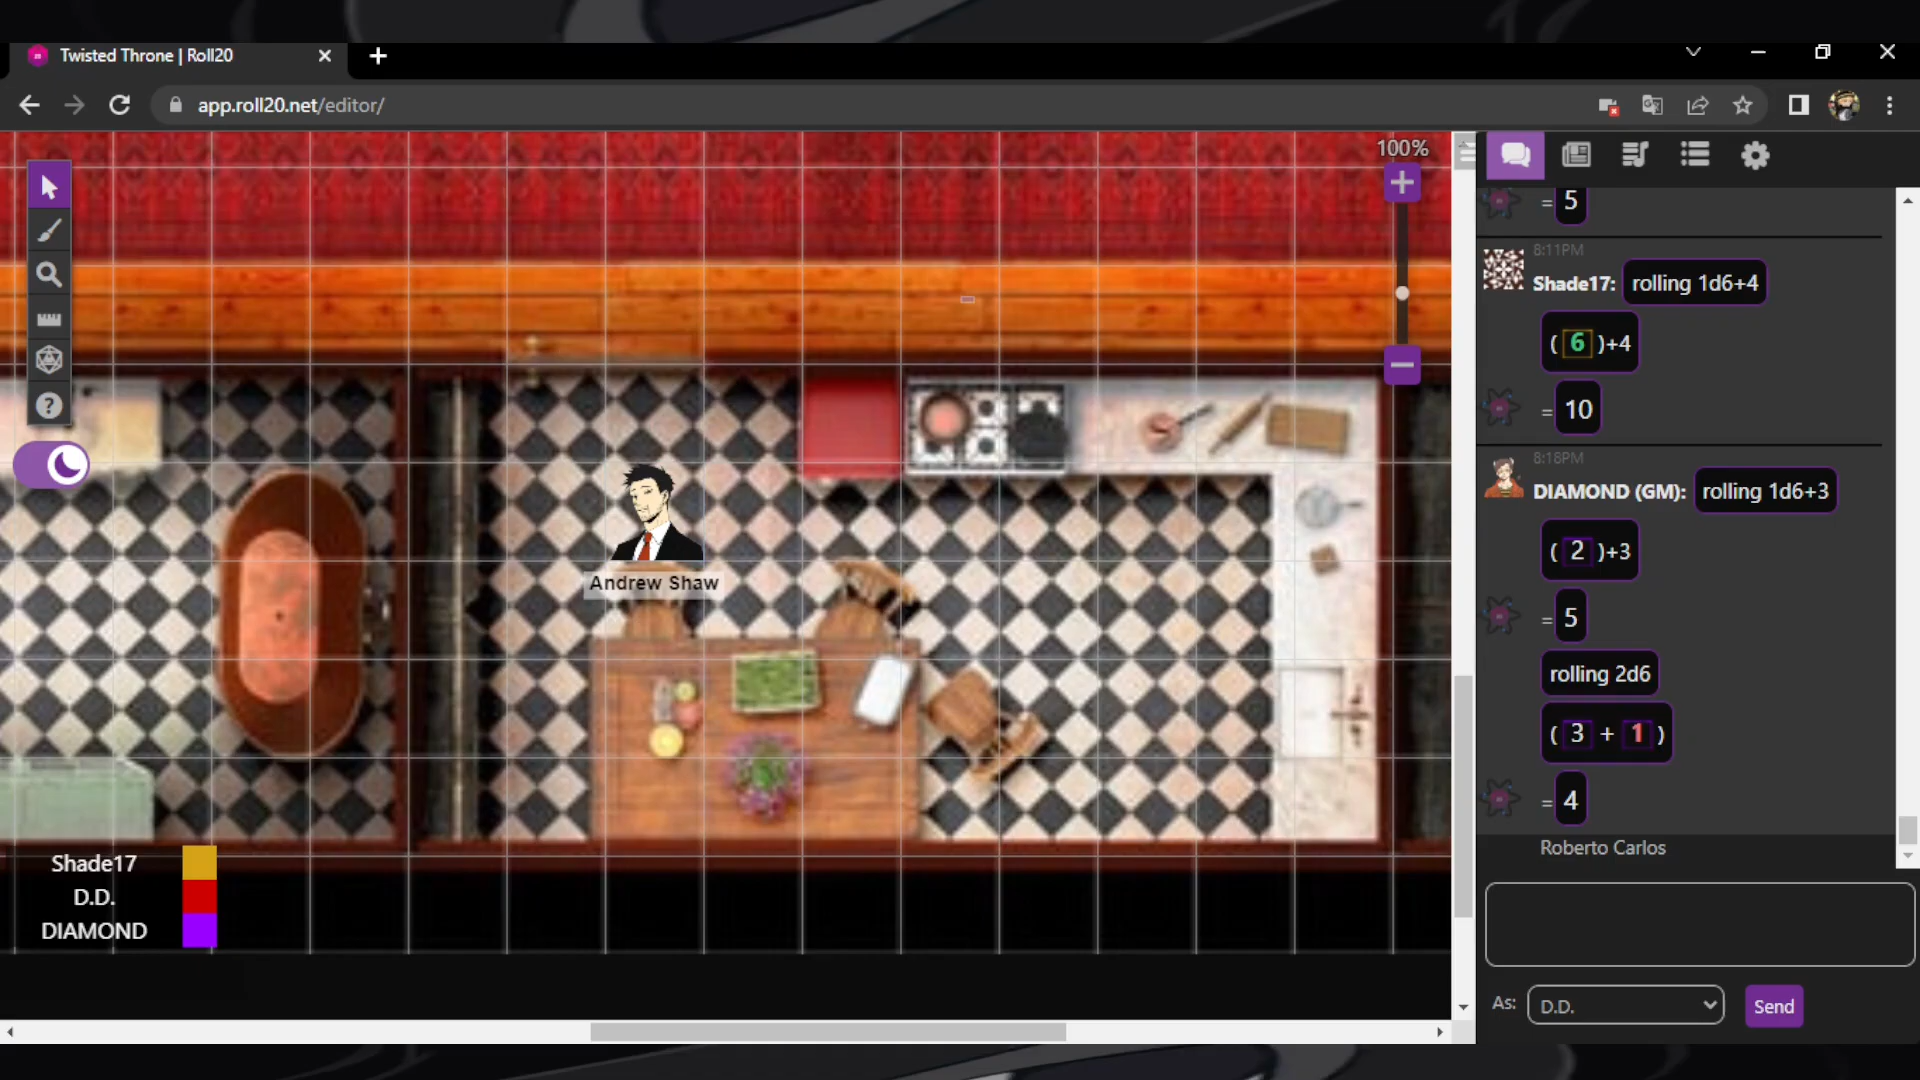 Twisted Throne | Roll20
app.roll20.net/editor/
100%
= 5
8:11PM
Shade17: rolling 1d6+4
(6)+4
= 10
8:18PM
DIAMOND (GM): rolling 1d6+3
(2)+3
= 5
rolling 2d6
(3 + 1)
= 4
Roberto Carlos
Andrew Shaw
Shade17
D.D.
DIAMOND
As: D.D. Send